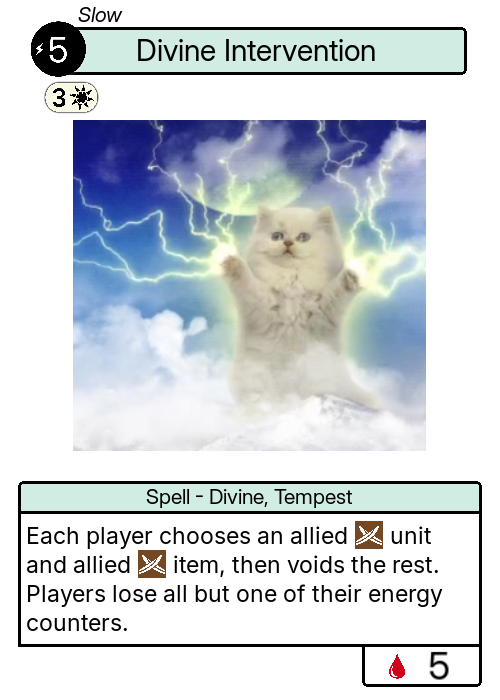 Slow
5 Divine Intervention
3
Spell - Divine, Tempest
Each player chooses an allied unit
and allied item, then voids the rest.
Players lose all but one of their energy
counters.
5